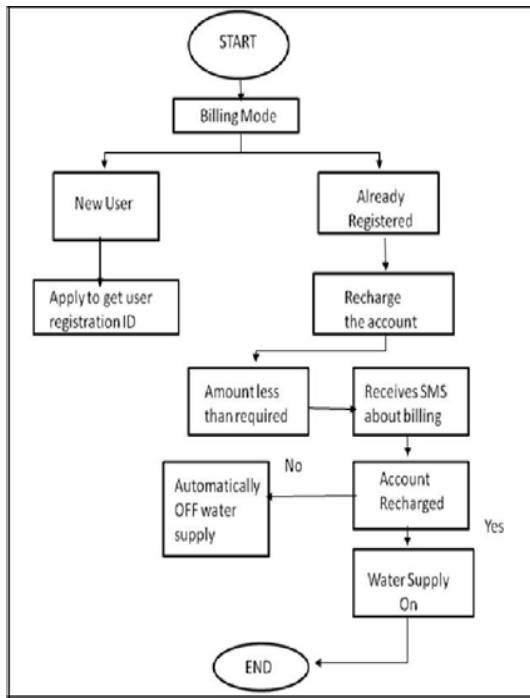 START
Billing Mode
New User
Already
Registered
Apply to get user
registration ID
Recharge
the account
Amount less
than required
Receives SMS
about billing
No
Automatically
OFF water
supply
Account
Recharged
Yes
Water Supply
On
END